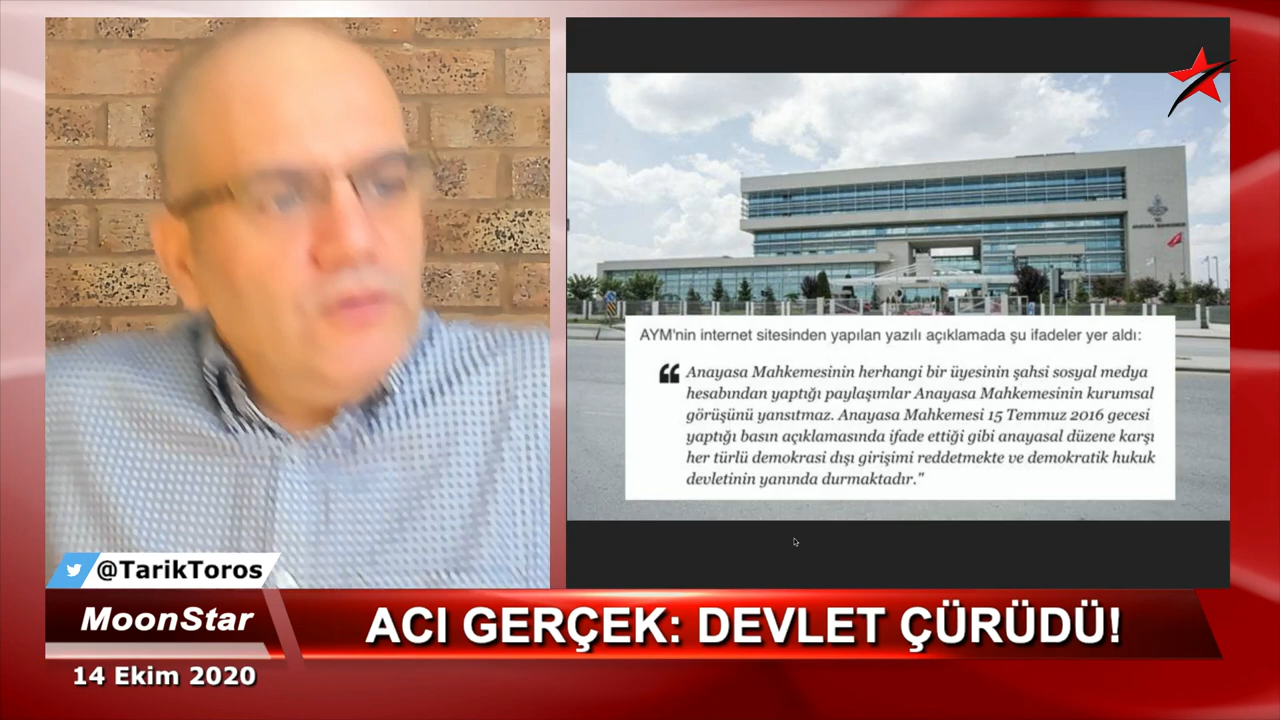 AYM'nin internet sitesinden yapılan yazılı açıklamada şu ifadeler yer aldı:
❝ Anayasa Mahkemesinin herhangi bir üyesinin şahsi sosyal medya
hesabından yaptığı paylaşımlar Anayasa Mahkemesinin kurumsal
görüşünü yansıtmaz. Anayasa Mahkemesi 15 Temmuz 2016 gecesi
yaptığı basın açıklamasında ifade ettiği gibi anayasal düzene karşı
her türlü demokrasi dışı girişimi reddetmekte ve demokratik hukuk
devletinin yanında durmaktadır."
@TarikToros
MoonStar
ACI GERÇEK: DEVLET ÇÜRÜDÜ!
14 Ekim 2020